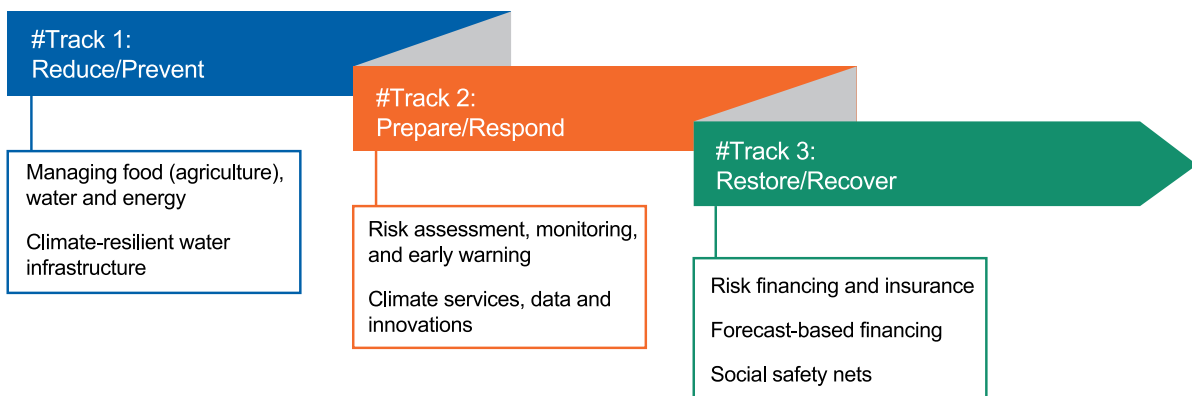 #Track 1:
Reduce/Prevent
Managing food (agriculture),
water and energy
Climate-resilient water
infrastructure
#Track 2:
Prepare/Respond
Risk assessment, monitoring,
and early warning
Climate services, data and
innovations
#Track 3:
Restore/Recover
Risk financing and insurance
Forecast-based financing
Social safety nets